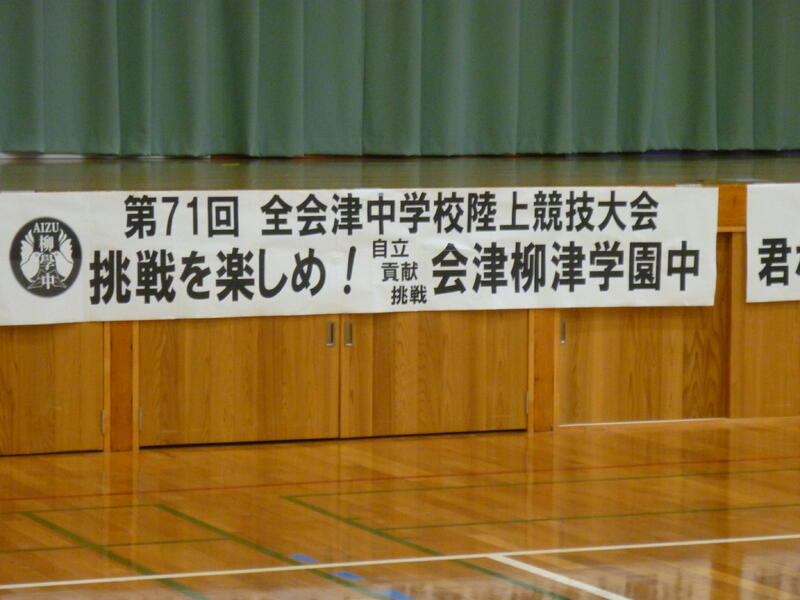 第71回 全会津中学校陸上競技大会
AIZU
柳學中
挑戦を楽しめ！
自立
貢献
挑戦
会津柳津学園中
君